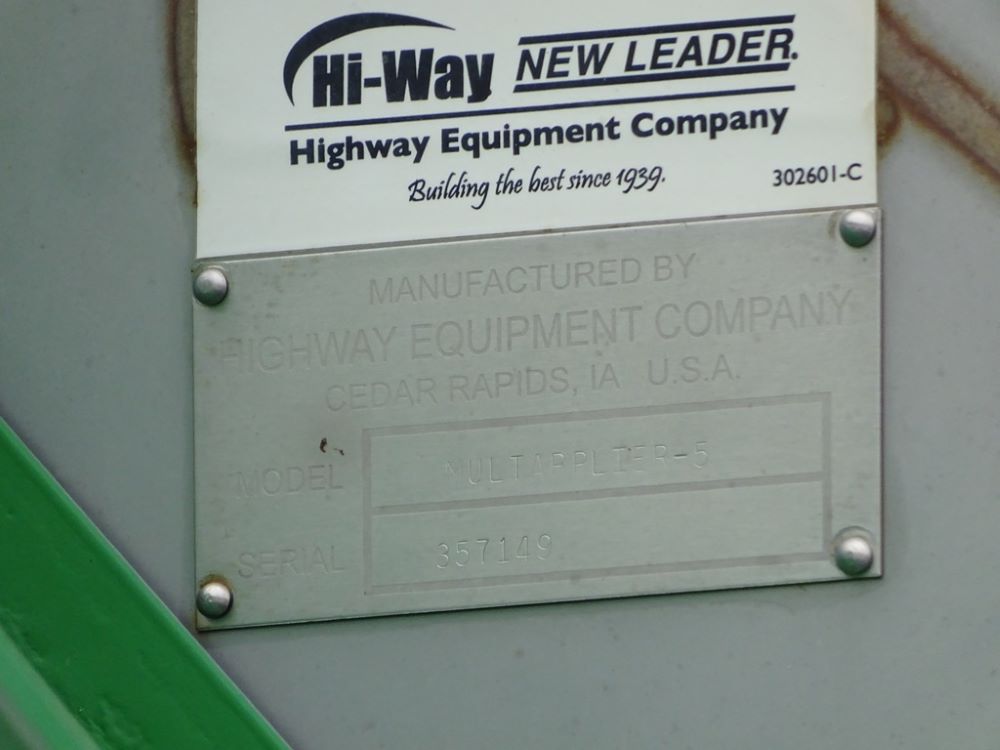 Hi-Way NEW LEADER.
Highway Equipment Company
Building the best since 1939.
302601-C
MANUFACTURED BY
HIGHWAY EQUIPMENT COMPANY
CEDAR RAPIDS, IA U.S.A.
MODEL MULTAPPLIER-5
SERIAL 357149